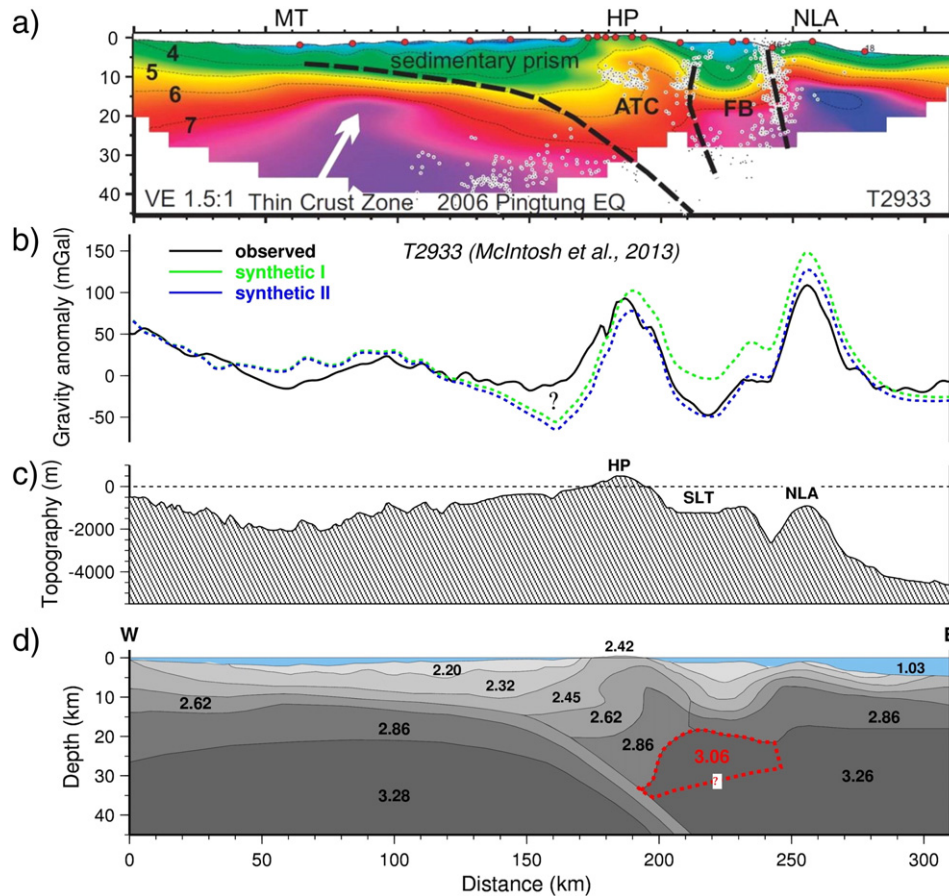 a)
MT HP NLA
0
10
20
30
40
4
5
6
7
sedimentary prism
ATC
FB
VE 1.5:1 Thin Crust Zone 2006 Pingtung EQ T2933
b)
Gravity anomaly (mGal)
150
100
50
0
-50
observed
synthetic I
synthetic II
T2933 (McIntosh et al., 2013)
?
c)
Topography (m)
0
-2000
-4000
HP
SLT
NLA
d)
W E
Depth (km)
0
10
20
30
40
2.42
2.20
1.03
2.32
2.45
2.62
2.62
2.86
2.86
2.86
3.06
?
3.28
3.26
0 50 100 150 200 250 300
Distance (km)